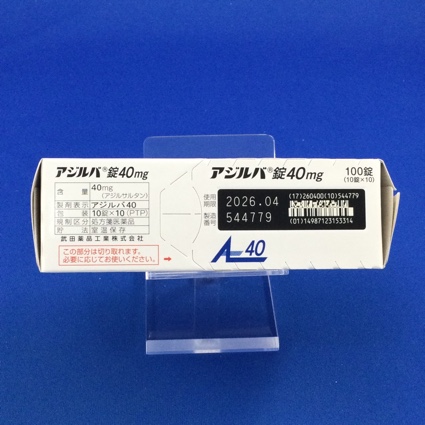 アジルバ®錠40mg
含量 40mg (アジルサルタン)
製剤表示 アジルバ40
包装 10錠×10(PTP)
規制区分 処方箋医薬品
貯法 室温保存
武田薬品工業株式会社
この部分は切り取れます。
必要に応じてお使いください。→
アジルバ®錠40mg
100錠
(10錠×10)
使用期限 2026.04
製造番号 544779
(17)260400(10)544779
(01)14987123153314
40